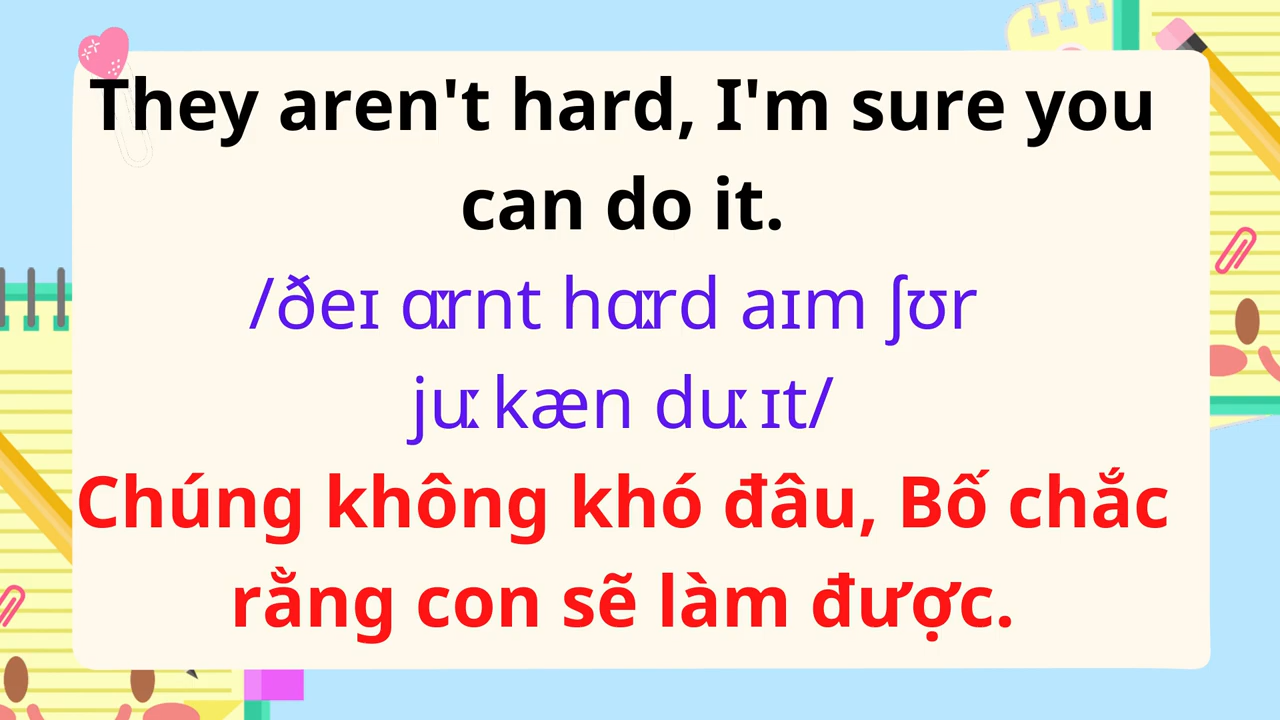 They aren't hard, I'm sure you
can do it.
/ðeɪ ɑːrnt hɑːrd aɪm ʃʊr
juː kæn duː ɪt/
Chúng không khó đâu, Bố chắc
rằng con sẽ làm được.